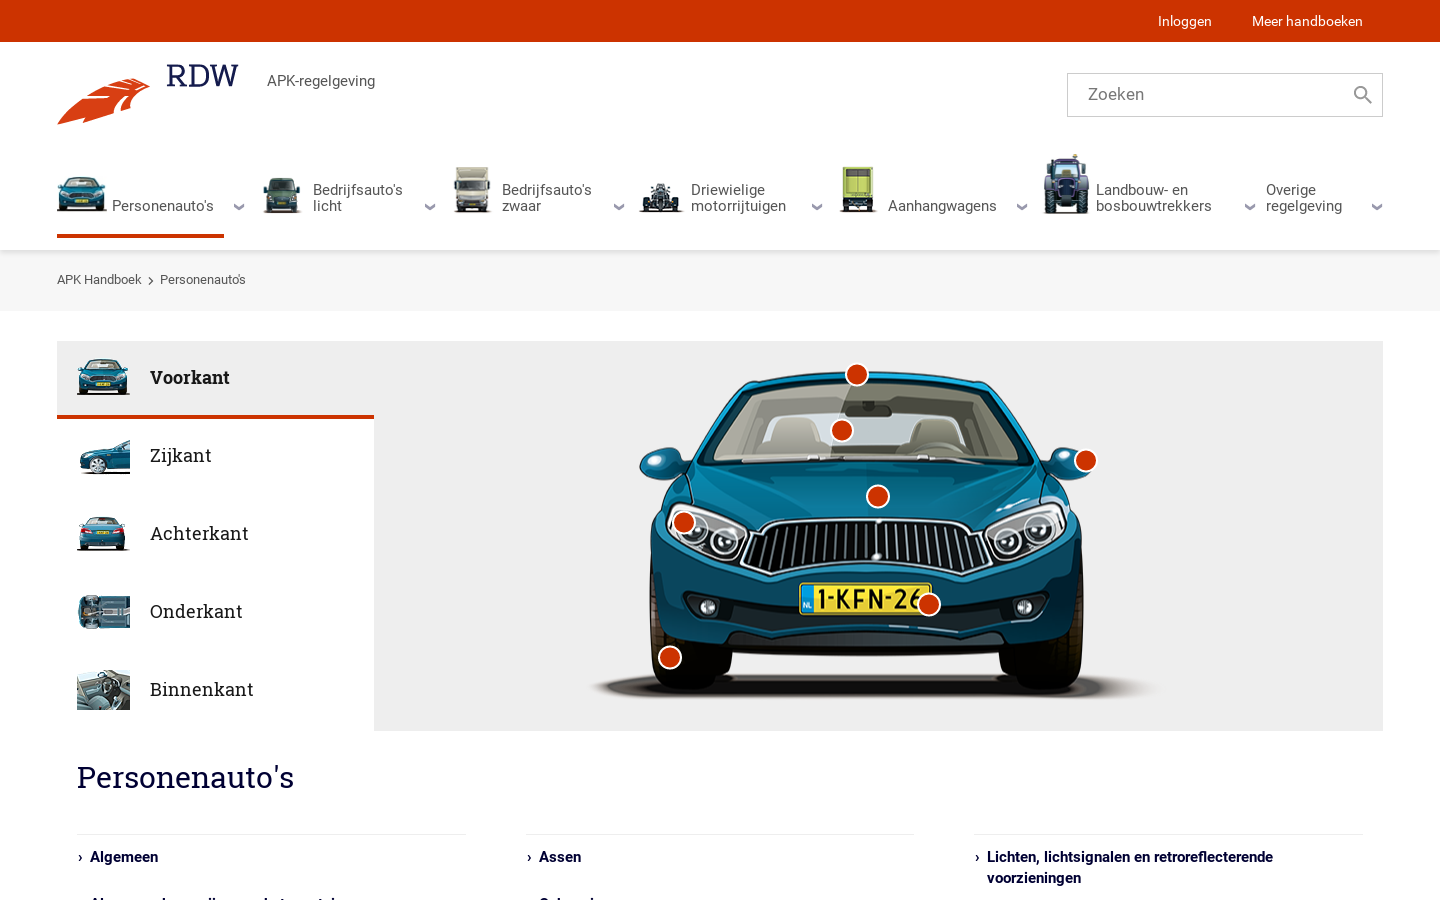 Inloggen
Meer handboeken
RDW
APK-regelgeving
Zoeken
Personenauto's
Bedrijfsauto's
licht
Bedrijfsauto's
zwaar
Driewielige
motorrijtuigen
Aanhangwagens
Landbouw- en
bosbouwtrekkers
Overige
regelgeving
APK Handboek
Personenauto's
Voorkant
Zijkant
Achterkant
Onderkant
Binnenkant
NL
1-KFN-26
Personenauto's
Algemeen
Assen
Lichten, lichtsignalen en retroreflecterende
voorzieningen